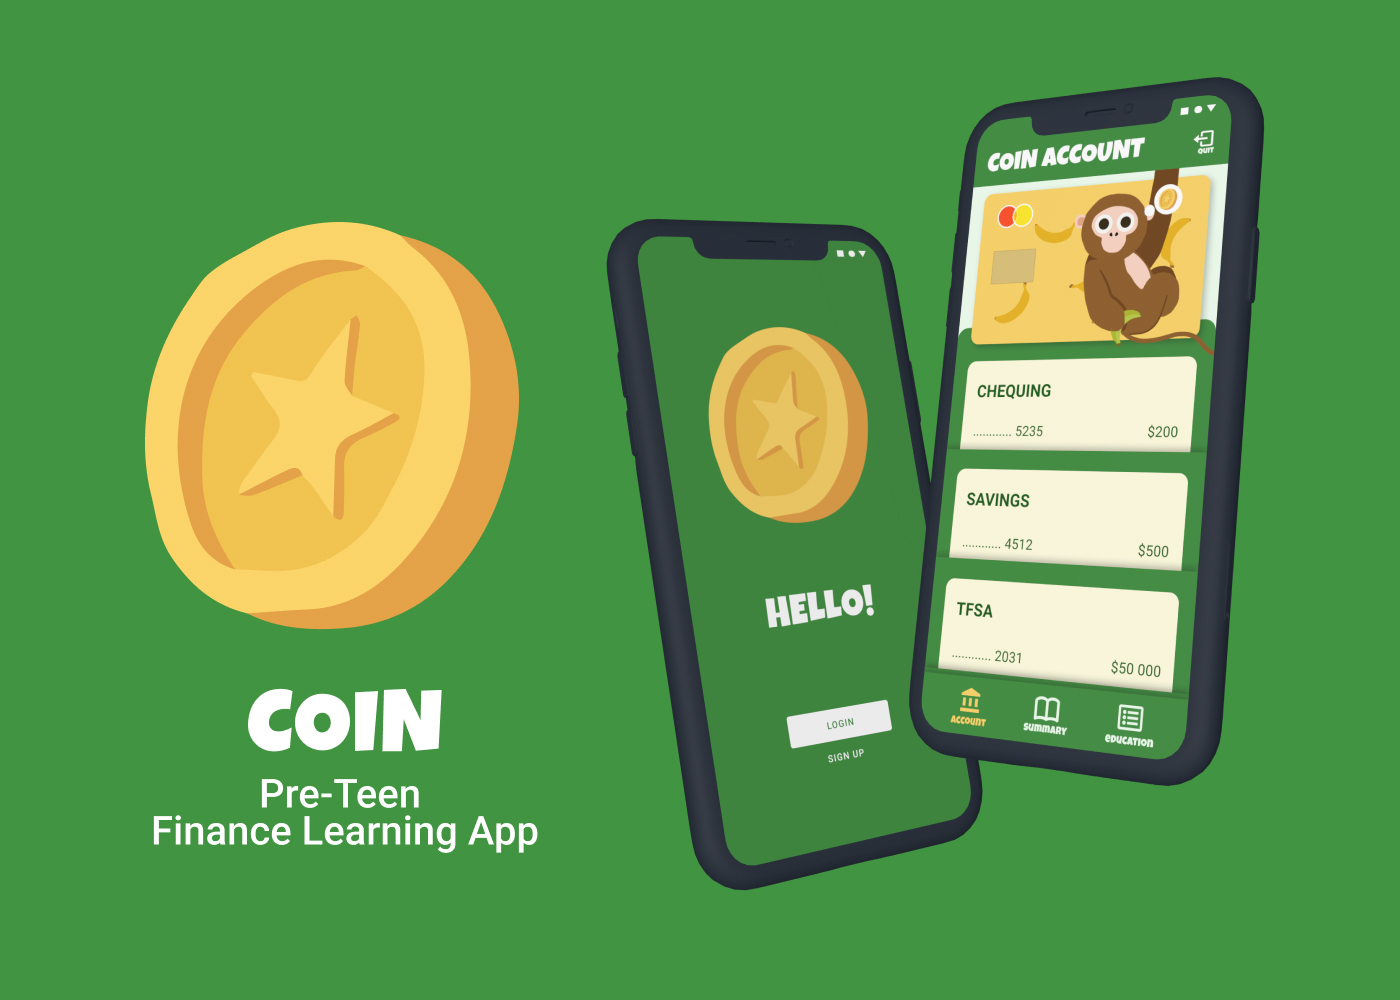 COIN
Pre-Teen
Finance Learning App
HELLO!
LOGIN
SIGN UP
COIN ACCOUNT
QUIT
CHEQUING
............ 5235
$200
SAVINGS
............ 4512
$500
TFSA
............ 2031
$50 000
ACCOUNT
SUMMARY
EDUCATION